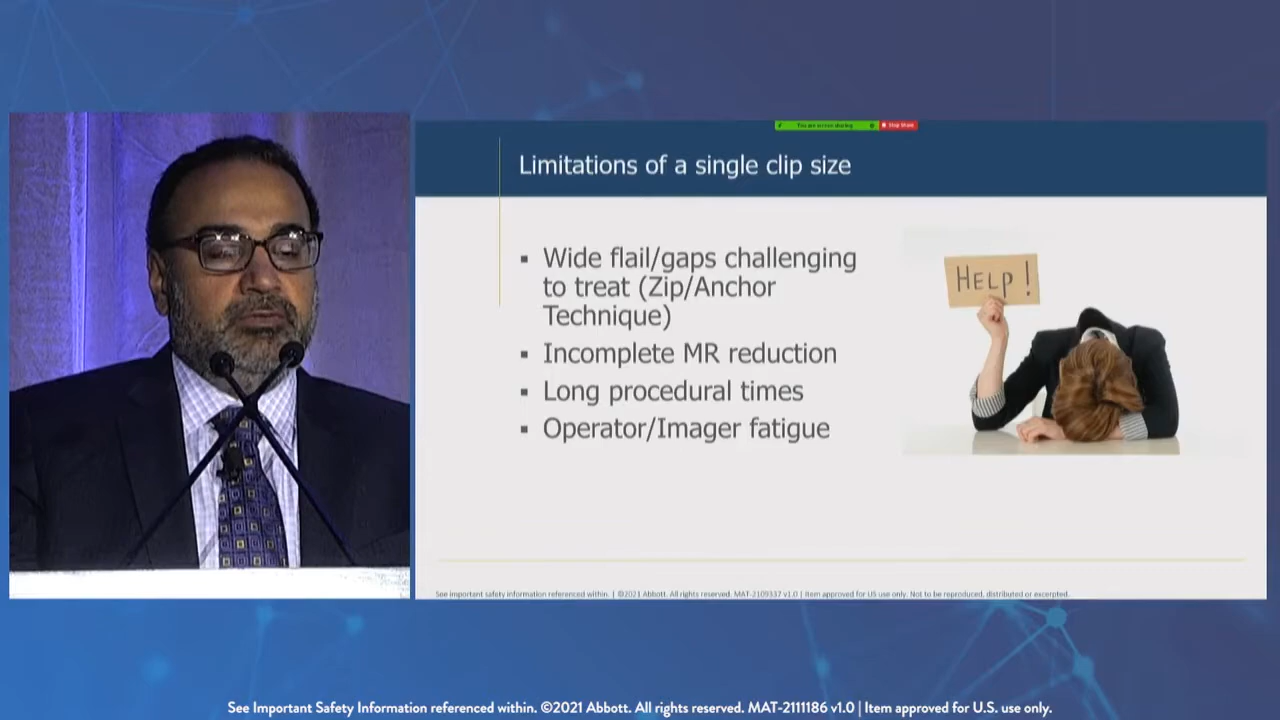 You are screen sharing
Stop Share
Limitations of a single clip size
▪ Wide flail/gaps challenging
to treat (Zip/Anchor
Technique)
▪ Incomplete MR reduction
▪ Long procedural times
▪ Operator/Imager fatigue
HELP!
See important safety information referenced within. | ©2021 Abbott. All rights reserved. MAT-2109337 v1.0 | Item approved for US use only. Not to be reproduced, distributed or excerpted.
See Important Safety Information referenced within. ©2021 Abbott. All rights reserved. MAT-2111186 v1.0 | Item approved for U.S. use only.